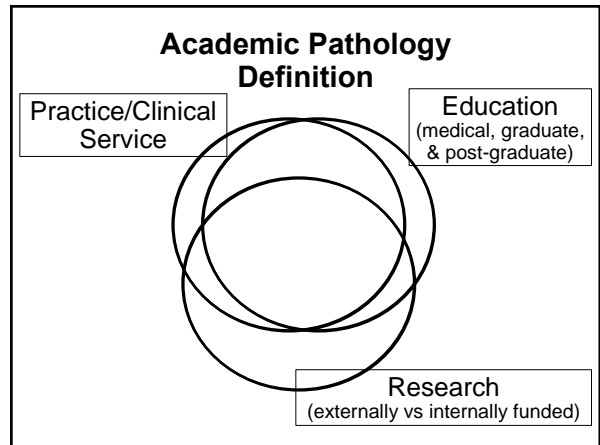 Academic Pathology
Definition
Practice/Clinical
Service
Education
(medical, graduate,
& post-graduate)
Research
(externally vs internally funded)